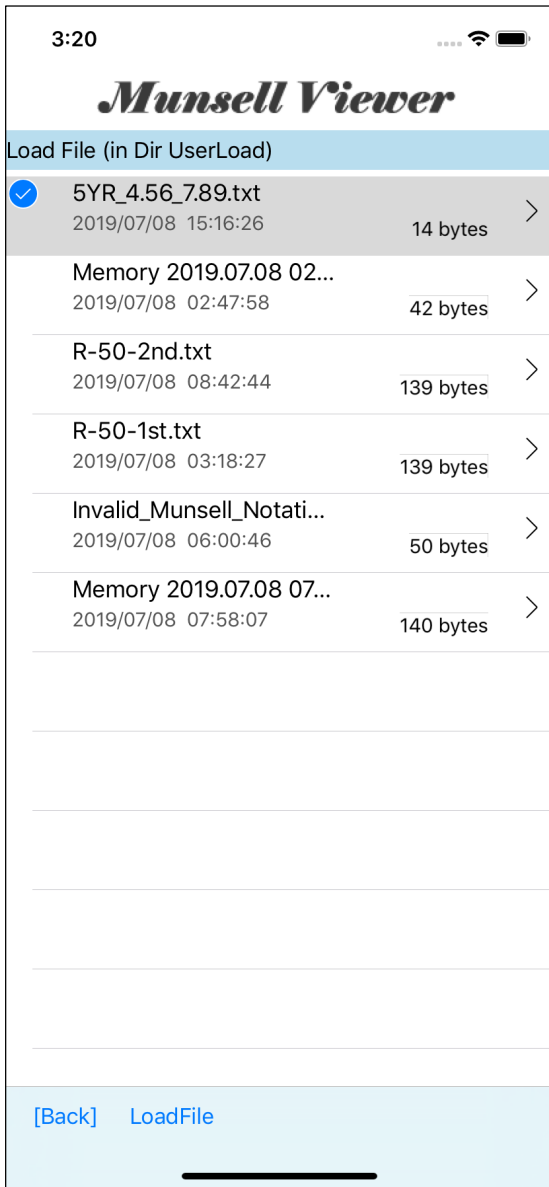 3:20
Munsell Viewer
Load File (in Dir UserLoad)
5YR_4.56_7.89.txt
2019/07/08 15:16:26
14 bytes
Memory 2019.07.08 02...
2019/07/08 02:47:58
42 bytes
R-50-2nd.txt
2019/07/08 08:42:44
139 bytes
R-50-1st.txt
2019/07/08 03:18:27
139 bytes
Invalid_Munsell_Notati...
2019/07/08 06:00:46
50 bytes
Memory 2019.07.08 07...
2019/07/08 07:58:07
140 bytes
[Back] LoadFile